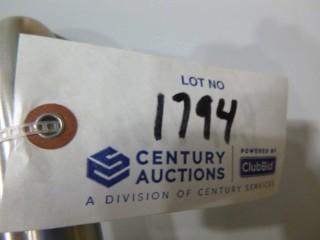 LOT NO
1794
CENTURY
AUCTIONS
POWERED BY
ClubBid
A DIVISION OF CENTURY SERVICES